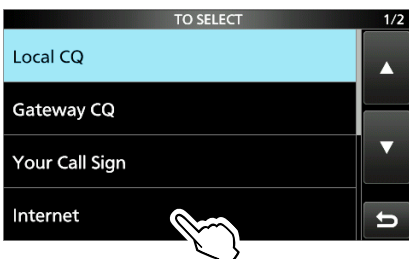 TO SELECT 1/2
Local CQ
Gateway CQ
Your Call Sign
Internet